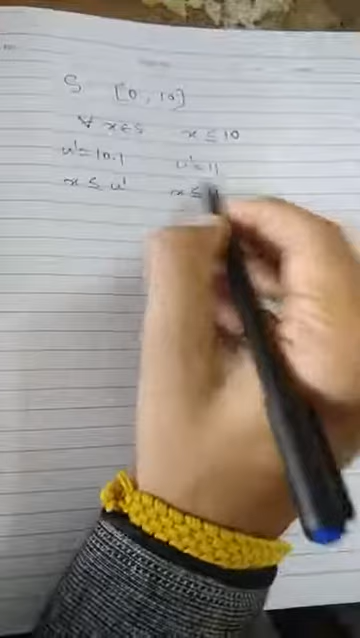 S [0, 10]
∀ x ∈ S x ≤ 10
u' = 10.1 u' = 11
x ≤ u' x ≤